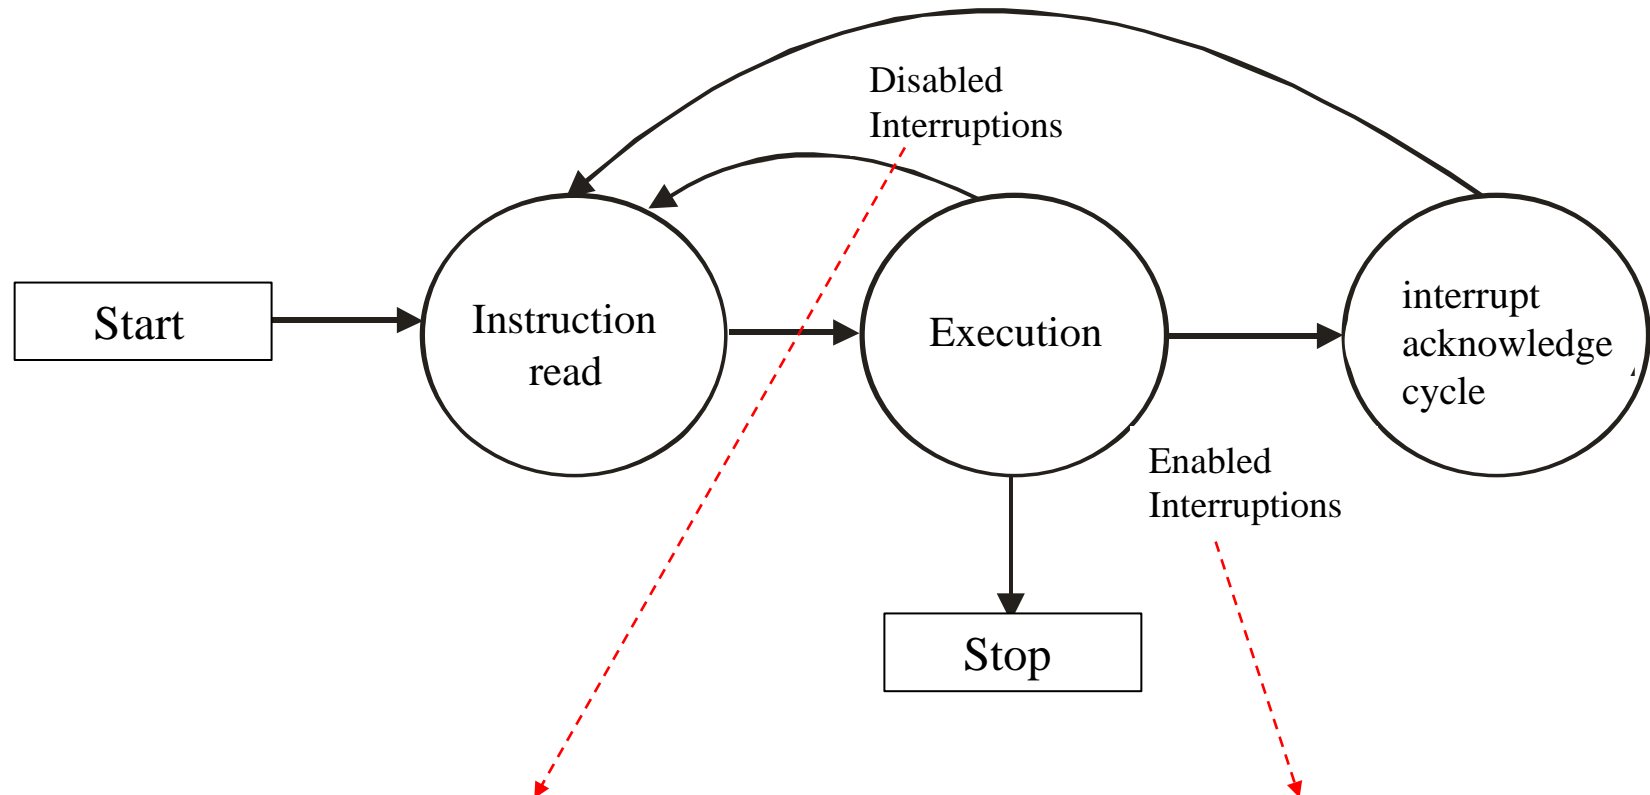 Disabled
Interruptions
Start
Instruction
read
Execution
interrupt
acknowledge
cycle
Enabled
Interruptions
Stop